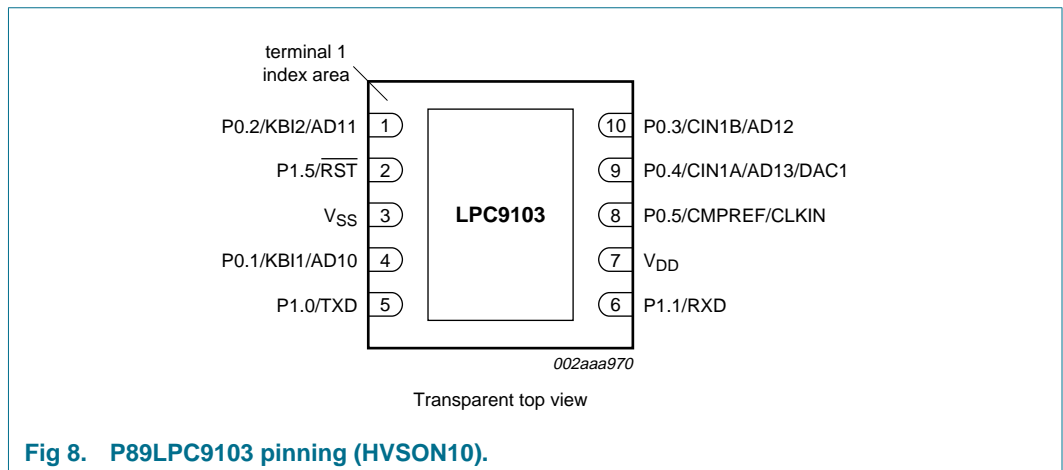 terminal 1
index area
P0.2/KBI2/AD11 1 10 P0.3/CIN1B/AD12
P1.5/RST 2 9 P0.4/CIN1A/AD13/DAC1
VSS 3 LPC9103 8 P0.5/CMPREF/CLKIN
P0.1/KBI1/AD10 4 7 VDD
P1.0/TXD 5 6 P1.1/RXD
002aaa970
Transparent top view
Fig 8. P89LPC9103 pinning (HVSON10).